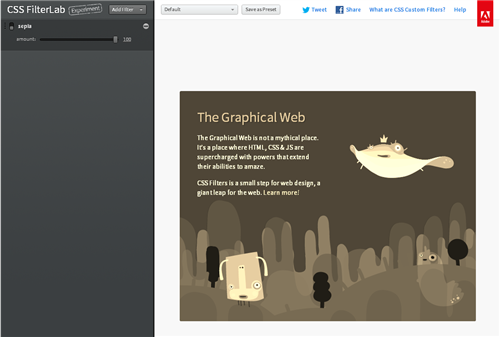 CSS FilterLab Experiment Add Filter
Default Save as Preset Tweet Share What are CSS Custom Filters? Help
Adobe
sepia
amount: 100
The Graphical Web
The Graphical Web is not a mythical place.
It's a place where HTML, CSS & JS are
supercharged with powers that extend
their abilities to amaze.
CSS Filters is a small step for web design, a
giant leap for the web. Learn more!